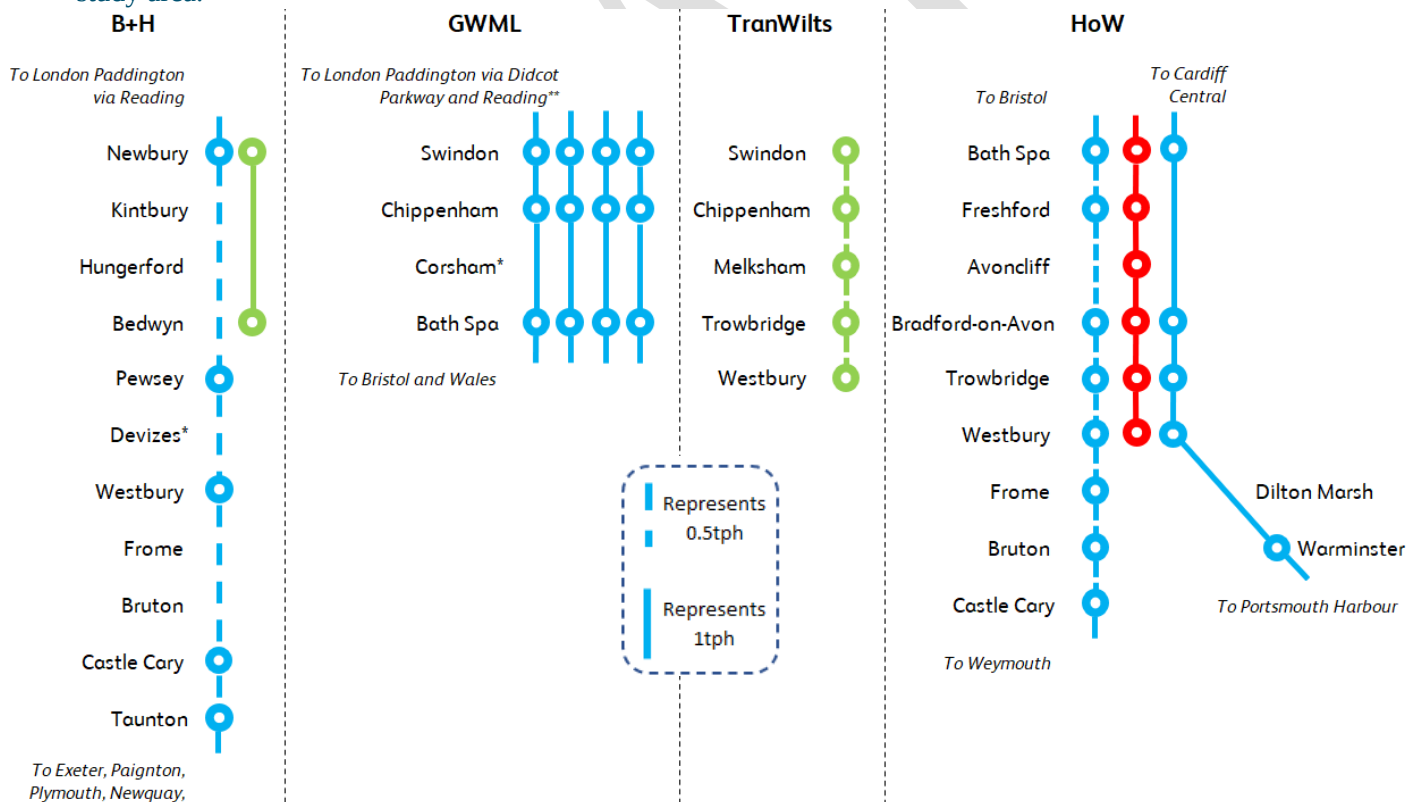 study area.
B+H
To London Paddington
via Reading
Newbury
Kintbury
Hungerford
Bedwyn
Pewsey
Devizes*
Westbury
Frome
Bruton
Castle Cary
Taunton
To Exeter, Paignton,
Plymouth, Newquay,
GWML
To London Paddington via Didcot
Parkway and Reading**
Swindon
Chippenham
Corsham*
Bath Spa
To Bristol and Wales
TranWilts
Swindon
Chippenham
Melksham
Trowbridge
Westbury
Represents
0.5tph
Represents
1tph
HoW
To Bristol
To Cardiff
Central
Bath Spa
Freshford
Avoncliff
Bradford-on-Avon
Trowbridge
Westbury
Frome
Bruton
Castle Cary
To Weymouth
Dilton Marsh
Warminster
To Portsmouth Harbour